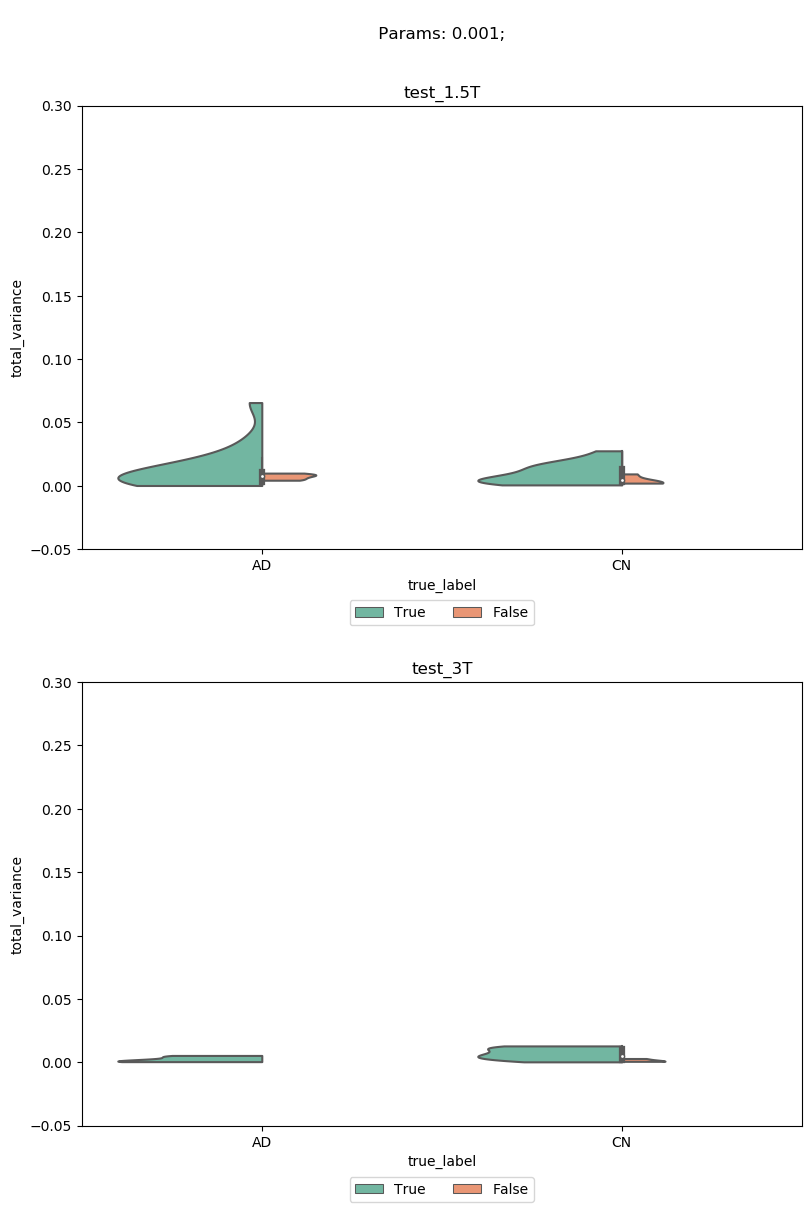 Params: 0.001;
test_1.5T
0.30
0.25
0.20
0.15
0.10
0.05
0.00
−0.05
total_variance
AD CN
true_label
True False
test_3T
0.30
0.25
0.20
0.15
0.10
0.05
0.00
−0.05
total_variance
AD CN
true_label
True False